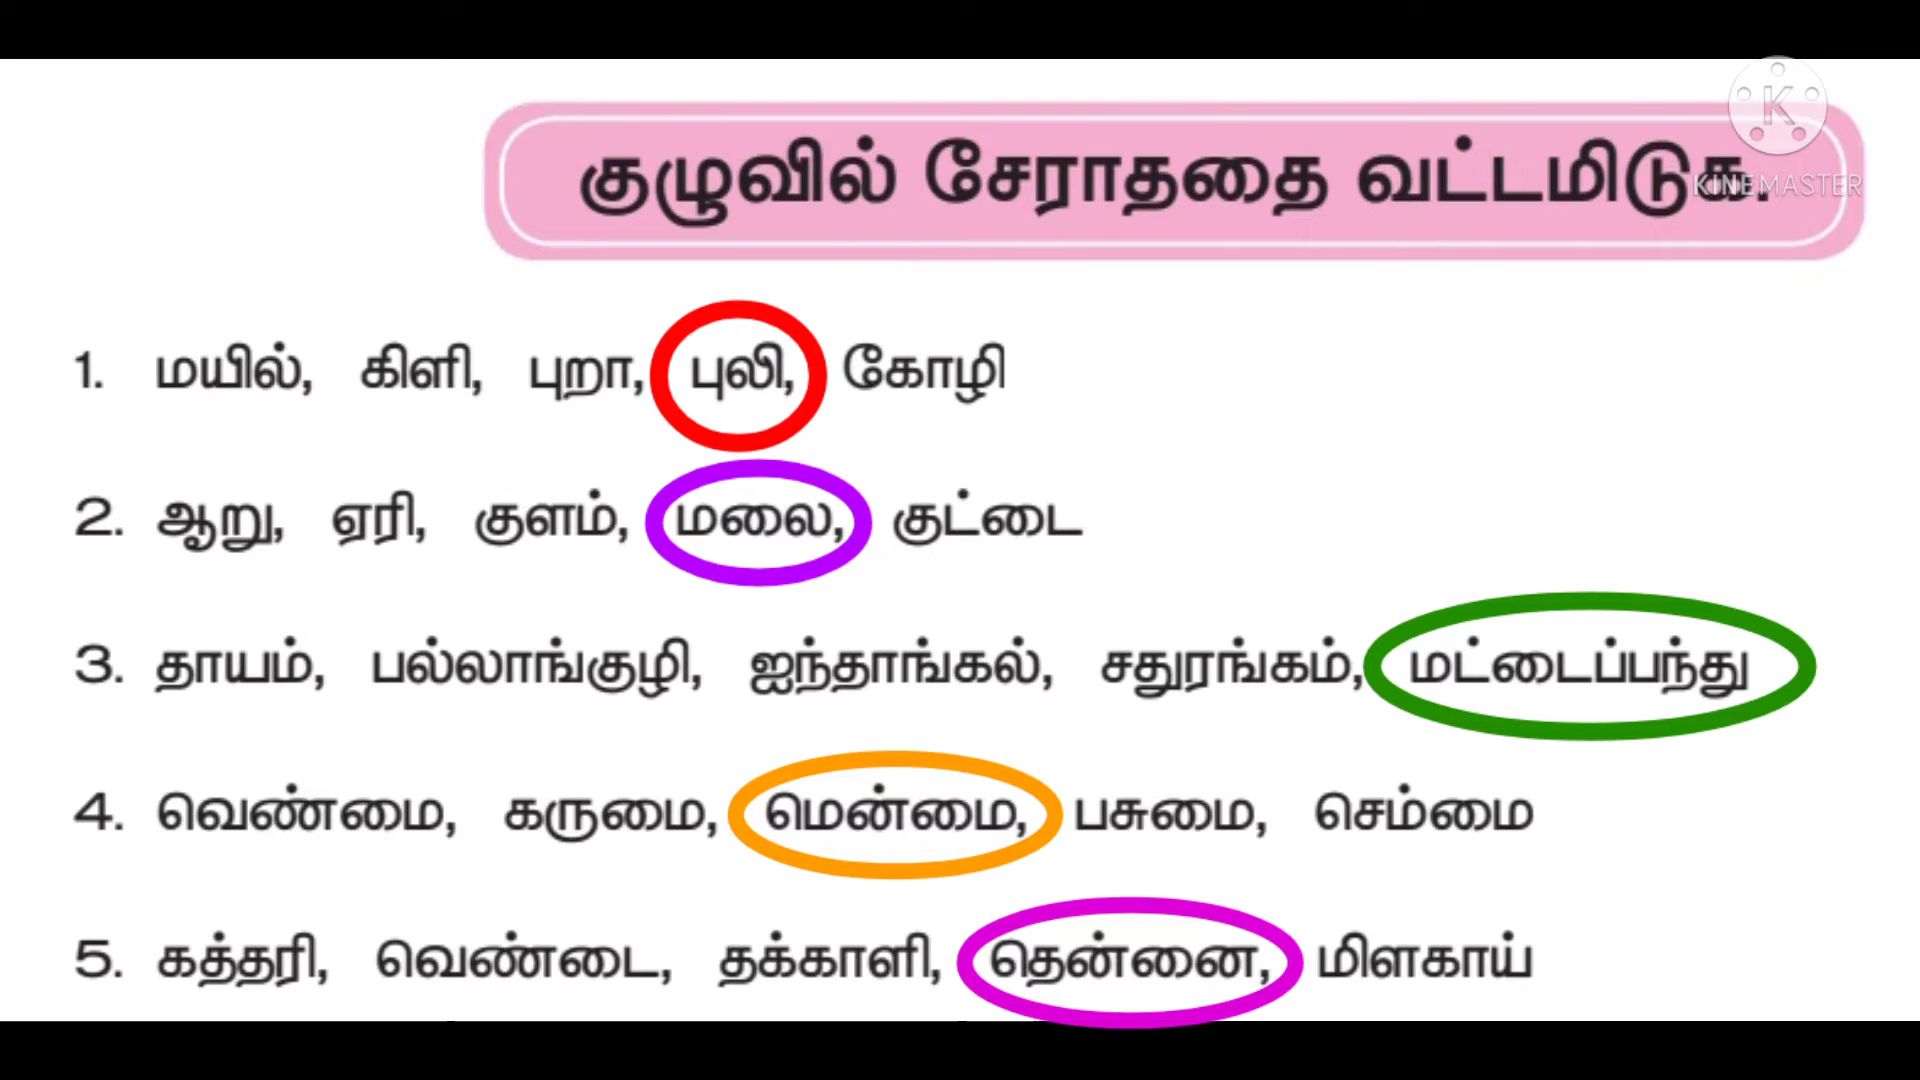 குழுவில் சேராததை வட்டமிடுக.
KINEMASTER
1. மயில், கிளி, புறா, புலி, கோழி
2. ஆறு, ஏரி, குளம், மலை, குட்டை
3. தாயம், பல்லாங்குழி, ஐந்தாங்கல், சதுரங்கம், மட்டைப்பந்து
4. வெண்மை, கருமை, மென்மை, பசுமை, செம்மை
5. கத்தரி, வெண்டை, தக்காளி, தென்னை, மிளகாய்